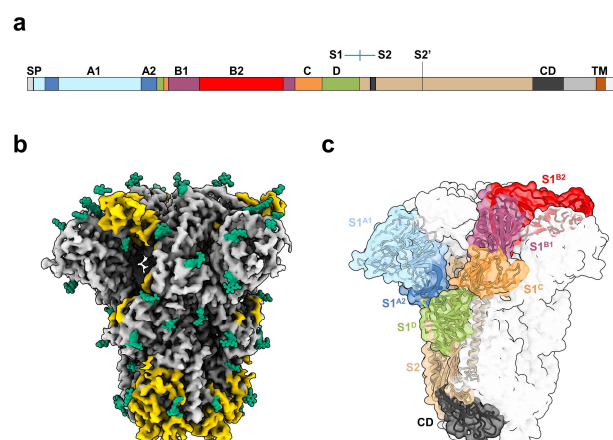 a
S1 S2 S2'
SP A1 A2 B1 B2 C D CD TM
b
c
S1B2
S1A1
S1B1
S1A2
S1C
S1D
S2
CD